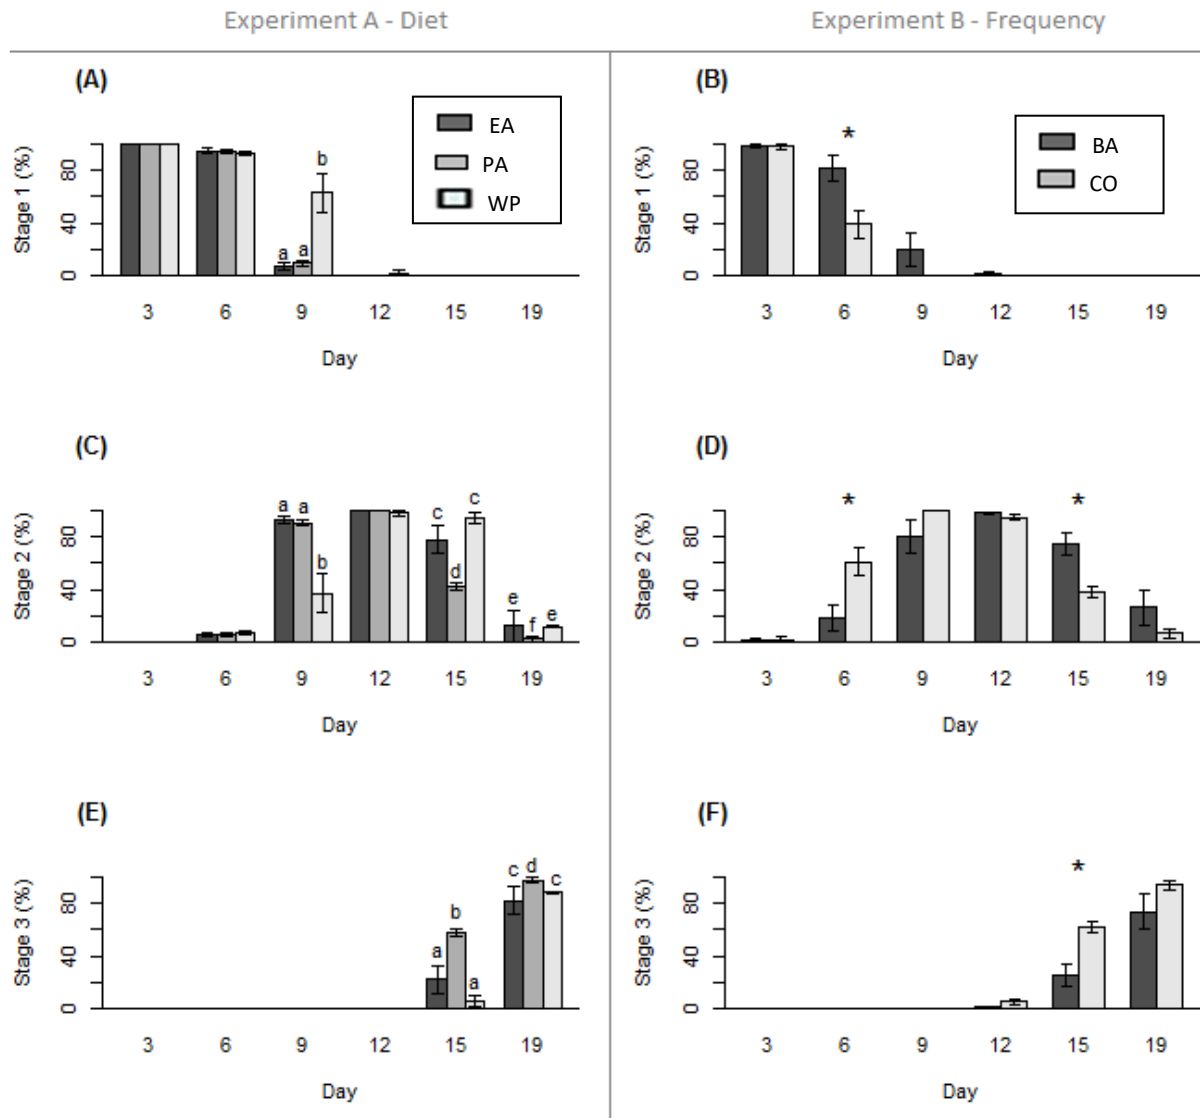 Experiment A - Diet
Experiment B - Frequency
(A)
EA
PA
WP
Stage 1 (%)
0 40 80
a a b
3 6 9 12 15 19
Day
(B)
BA
CO
Stage 1 (%)
0 40 80
*
3 6 9 12 15 19
Day
(C)
Stage 2 (%)
0 40 80
a a b c d c e f e
3 6 9 12 15 19
Day
(D)
Stage 2 (%)
0 40 80
* *
3 6 9 12 15 19
Day
(E)
Stage 3 (%)
0 40 80
a b a c d c
3 6 9 12 15 19
Day
(F)
Stage 3 (%)
0 40 80
*
3 6 9 12 15 19
Day